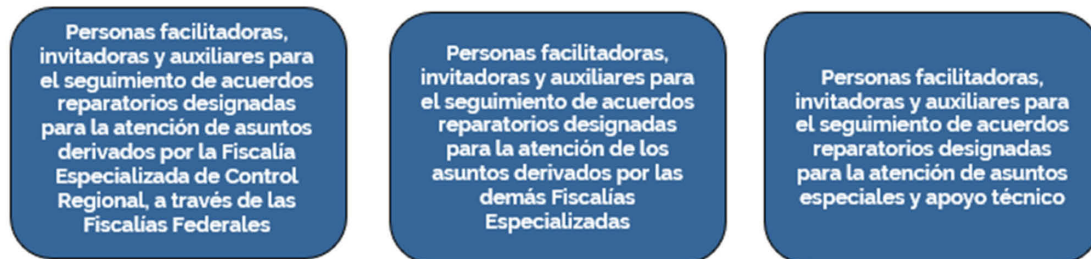 Personas facilitadoras,
invitadoras y auxiliares para
el seguimiento de acuerdos
reparatorios designadas
para la atención de asuntos
derivados por la Fiscalía
Especializada de Control
Regional, a través de las
Fiscalías Federales
Personas facilitadoras,
invitadoras y auxiliares para
el seguimiento de acuerdos
reparatorios designadas
para la atención de los
asuntos derivados por las
demás Fiscalías
Especializadas
Personas facilitadoras,
invitadoras y auxiliares para
el seguimiento de acuerdos
reparatorios designadas
para la atención de asuntos
especiales y apoyo técnico